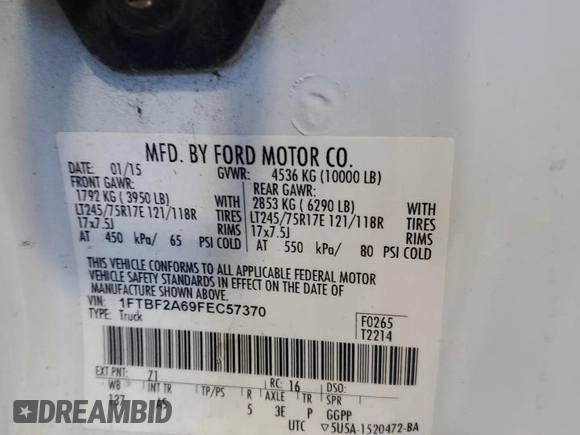 MFD. BY FORD MOTOR CO.
DATE: 01/15 GVWR: 4536 KG (10000 LB)
FRONT GAWR: REAR GAWR:
1792 KG ( 3950 LB) WITH 2853 KG ( 6290 LB) WITH
LT245/75R17E 121/118R TIRES LT245/75R17E 121/118R TIRES
17x7.5J RIMS 17x7.5J RIMS
AT 450 kPa/ 65 PSI COLD AT 550 kPa/ 80 PSI COLD
THIS VEHICLE CONFORMS TO ALL APPLICABLE FEDERAL MOTOR
VEHICLE SAFETY STANDARDS IN EFFECT ON THE DATE OF
MANUFACTURE SHOWN ABOVE.
VIN: 1FTBF2A69FEC57370
TYPE: Truck
F0265
T2214
EXT PNT: Z1 RC: 16 DSO:
WB INT TR TP/PS R AXLE TR SPR
137 5 3E P GGPP
UTC ▽5U5A-1520472-BA
RIDERCARS